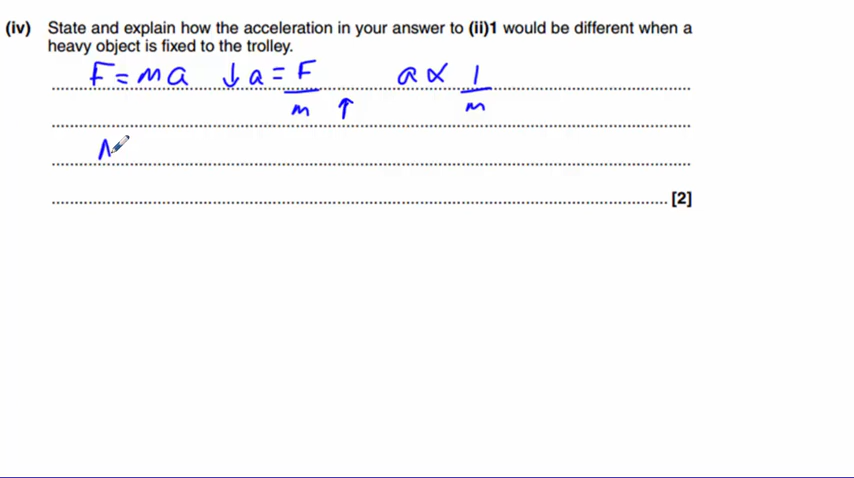 (iv) State and explain how the acceleration in your answer to (ii)1 would be different when a
heavy object is fixed to the trolley.
F = ma ↓ a = F/m ↑ a ∝ 1/m
[2]